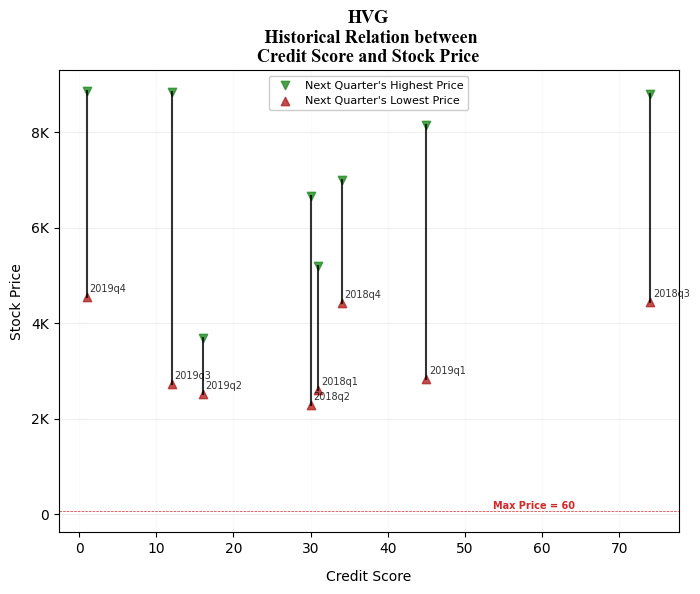 HVG
Historical Relation between
Credit Score and Stock Price
Next Quarter's Highest Price
Next Quarter's Lowest Price
8K
6K
4K
2K
0
Stock Price
2019q4
2018q3
2018q4
2019q1
2019q3
2018q1
2019q2
2018q2
Max Price = 60
0 10 20 30 40 50 60 70
Credit Score